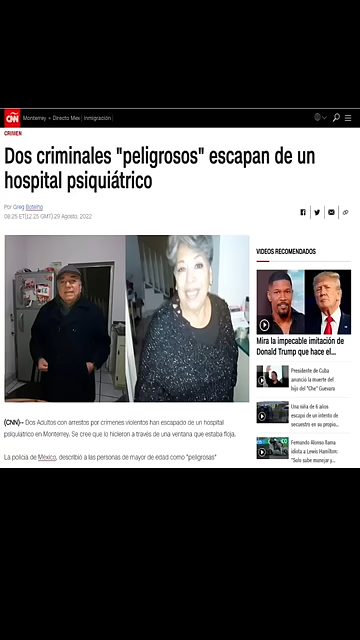 CNN
Monterrey + Directo Mex | Inmigración |
CRIMEN
Dos criminales "peligrosos" escapan de un
hospital psiquiátrico
Por Greg Botelho
08:25 ET(12:25 GMT) 29 Agosto, 2022
VIDEOS RECOMENDADOS
Mira la impecable imitación de
Donald Trump que hace el...
Presidente de Cuba
anunció la muerte del
hijo del "Che" Guevara
Una niña de 6 años
escapó de un intento de
secuestro en su propio...
Fernando Alonso llama
idiota a Lewis Hamilton:
"Solo sabe manejar y...
(CNN)-- Dos Adultos con arrestos por crimenes violentos han escapado de un hospital
psiquiátrico en Monterrey. Se cree que lo hicieron a través de una ventana que estaba floja.
La policia de Mexico, describió a las personas de mayor de edad como "peligrosas"